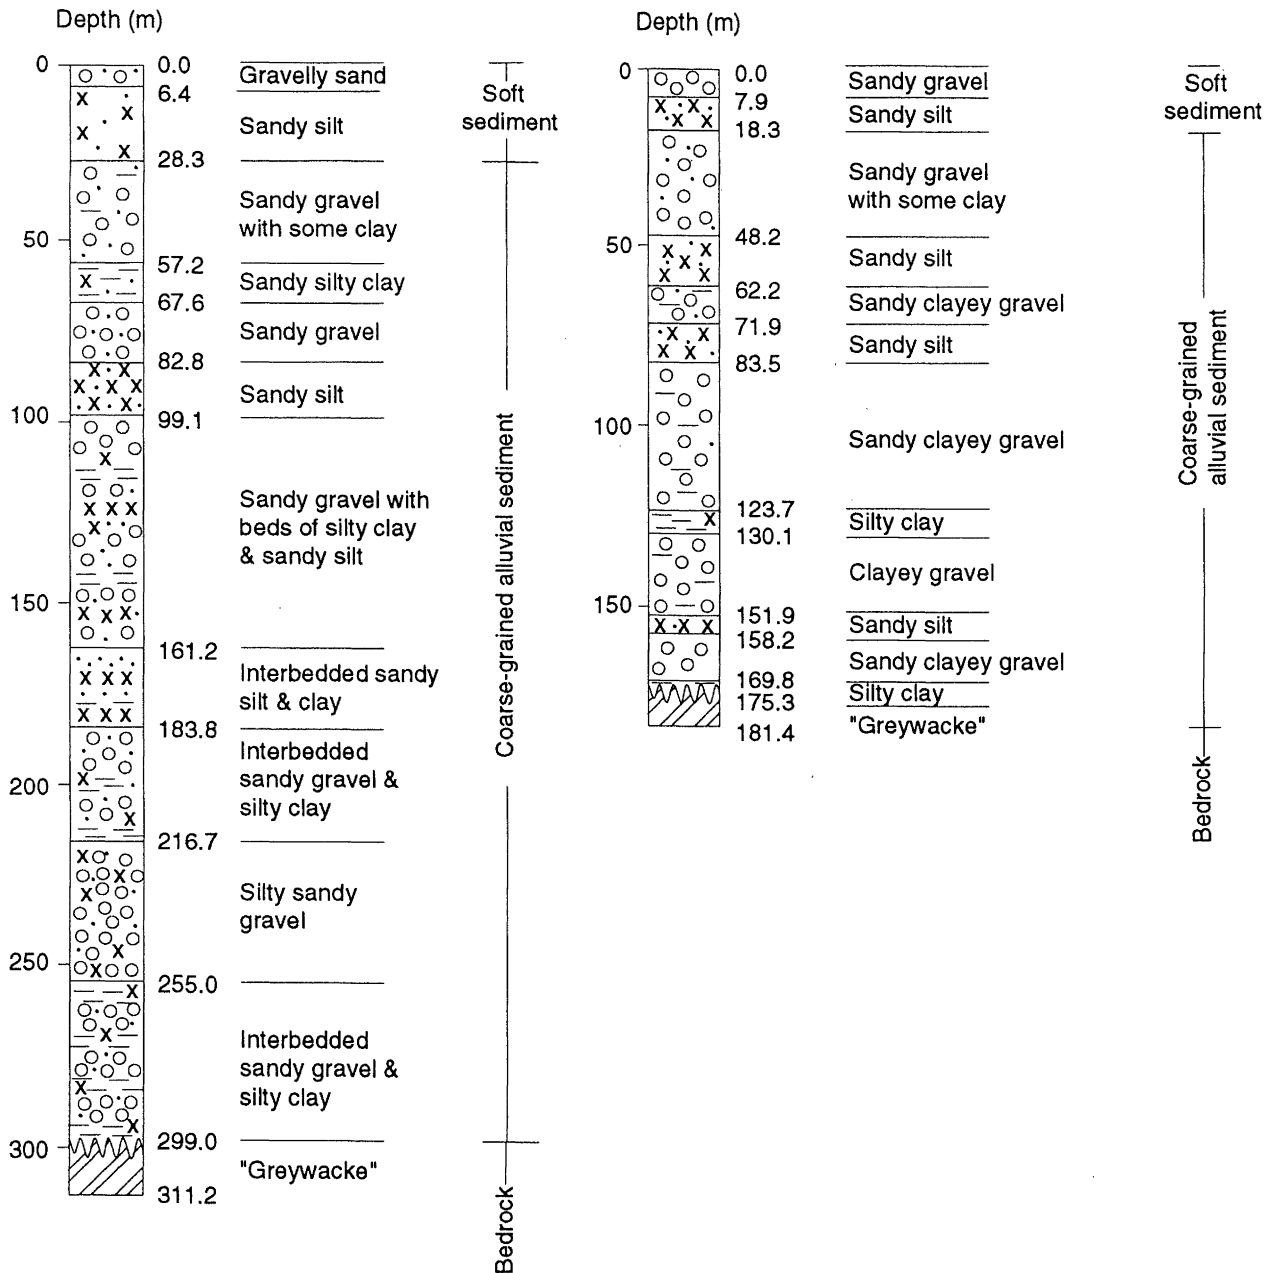 Depth (m)
0
0.0
Gravelly sand
6.4
Sandy silt
28.3
Sandy gravel
with some clay
50
57.2
Sandy silty clay
67.6
Sandy gravel
82.8
Sandy silt
100
99.1
Sandy gravel with
beds of silty clay
& sandy silt
150
161.2
Interbedded sandy
silt & clay
183.8
Interbedded
sandy gravel &
silty clay
200
216.7
Silty sandy
gravel
250
255.0
Interbedded
sandy gravel &
silty clay
300
299.0
"Greywacke"
311.2
Soft
sediment
Coarse-grained alluvial sediment
Bedrock
Depth (m)
0
0.0
Sandy gravel
7.9
Sandy silt
18.3
Sandy gravel
with some clay
50
48.2
Sandy silt
62.2
Sandy clayey gravel
71.9
Sandy silt
83.5
100
Sandy clayey gravel
123.7
Silty clay
130.1
Clayey gravel
150
151.9
Sandy silt
158.2
Sandy clayey gravel
169.8
Silty clay
175.3
"Greywacke"
181.4
Soft
sediment
Coarse-grained
alluvial sediment
Bedrock